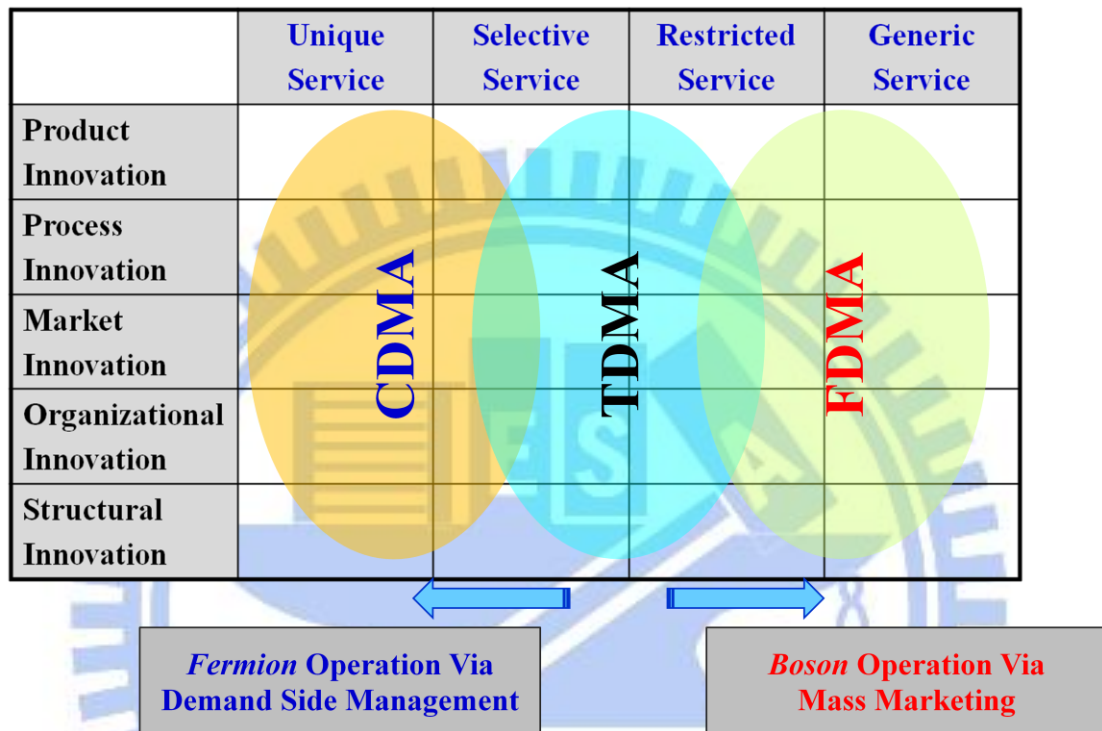 Unique
Service
Selective
Service
Restricted
Service
Generic
Service
Product
Innovation
Process
Innovation
Market
Innovation
Organizational
Innovation
Structural
Innovation
CDMA
TDMA
FDMA
E
S
A
Fermion Operation Via
Demand Side Management
Boson Operation Via
Mass Marketing